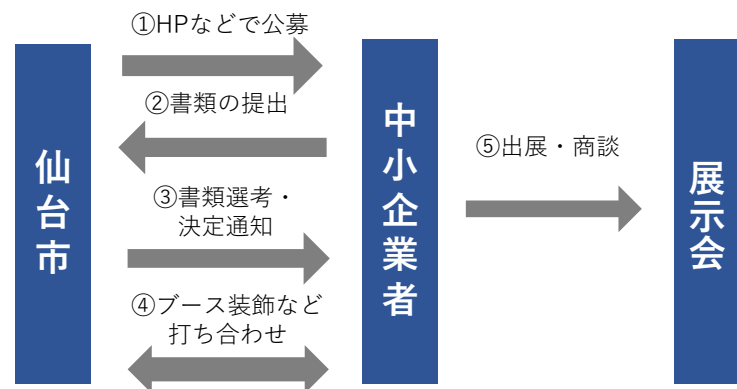 ①HPなどで公募
②書類の提出
③書類選考・
決定通知
④ブース装飾など
打ち合わせ
⑤出展・商談
仙台市
中小企業者
展示会